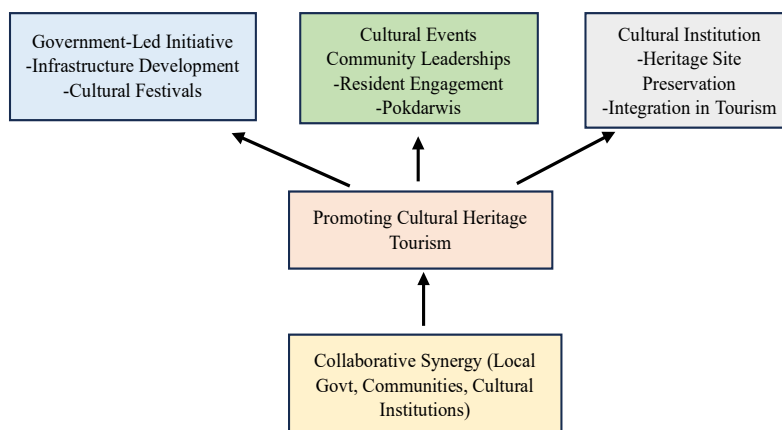 Government-Led Initiative
-Infrastructure Development
-Cultural Festivals
Cultural Events
Community Leaderships
-Resident Engagement
-Pokdarwis
Cultural Institution
-Heritage Site
Preservation
-Integration in Tourism
Promoting Cultural Heritage
Tourism
Collaborative Synergy (Local
Govt, Communities, Cultural
Institutions)